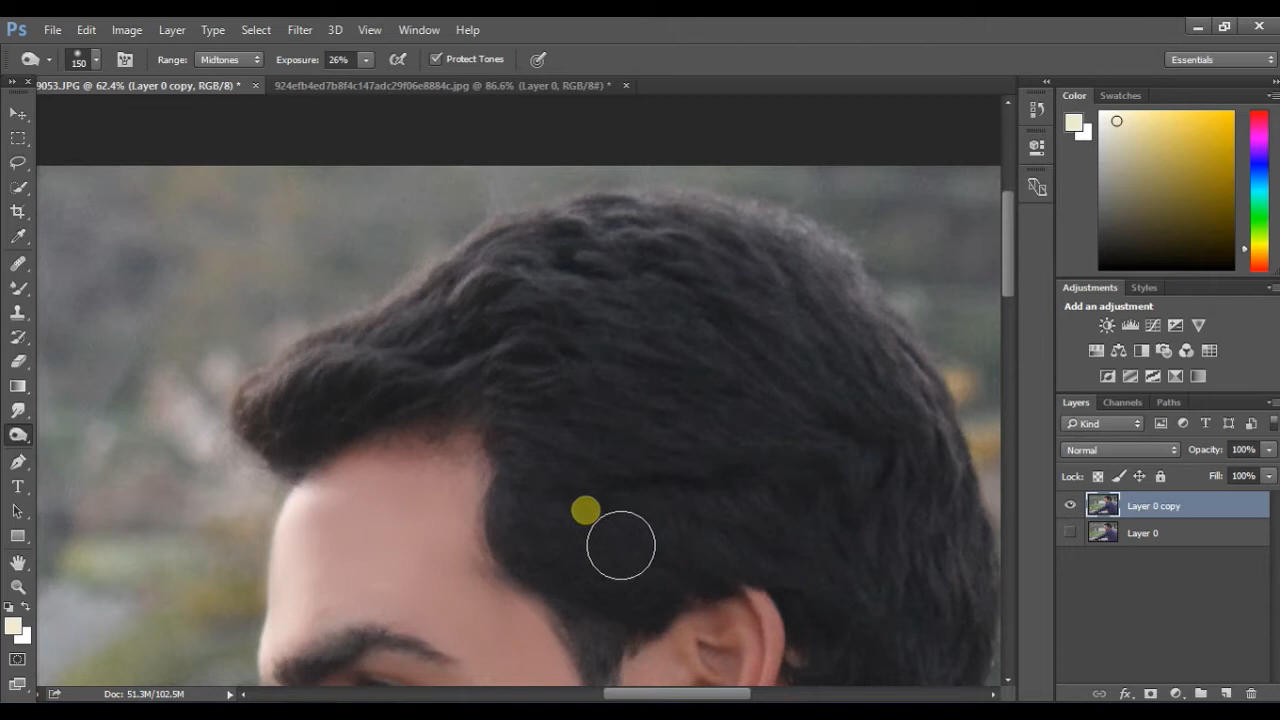 Ps File Edit Image Layer Type Select Filter 3D View Window Help
150 Range: Midtones Exposure: 26% Protect Tones Essentials
9053.JPG @ 62.4% (Layer 0 copy, RGB/8) * 924efb4ed7b8f4c147adc29f06e8884c.jpg @ 86.6% (Layer 0, RGB/8#) *
Color Swatches
Adjustments Styles
Add an adjustment
Layers Channels Paths
Kind
Normal Opacity: 100%
Lock: Fill: 100%
Layer 0 copy
Layer 0
Doc: 51.3M/102.5M